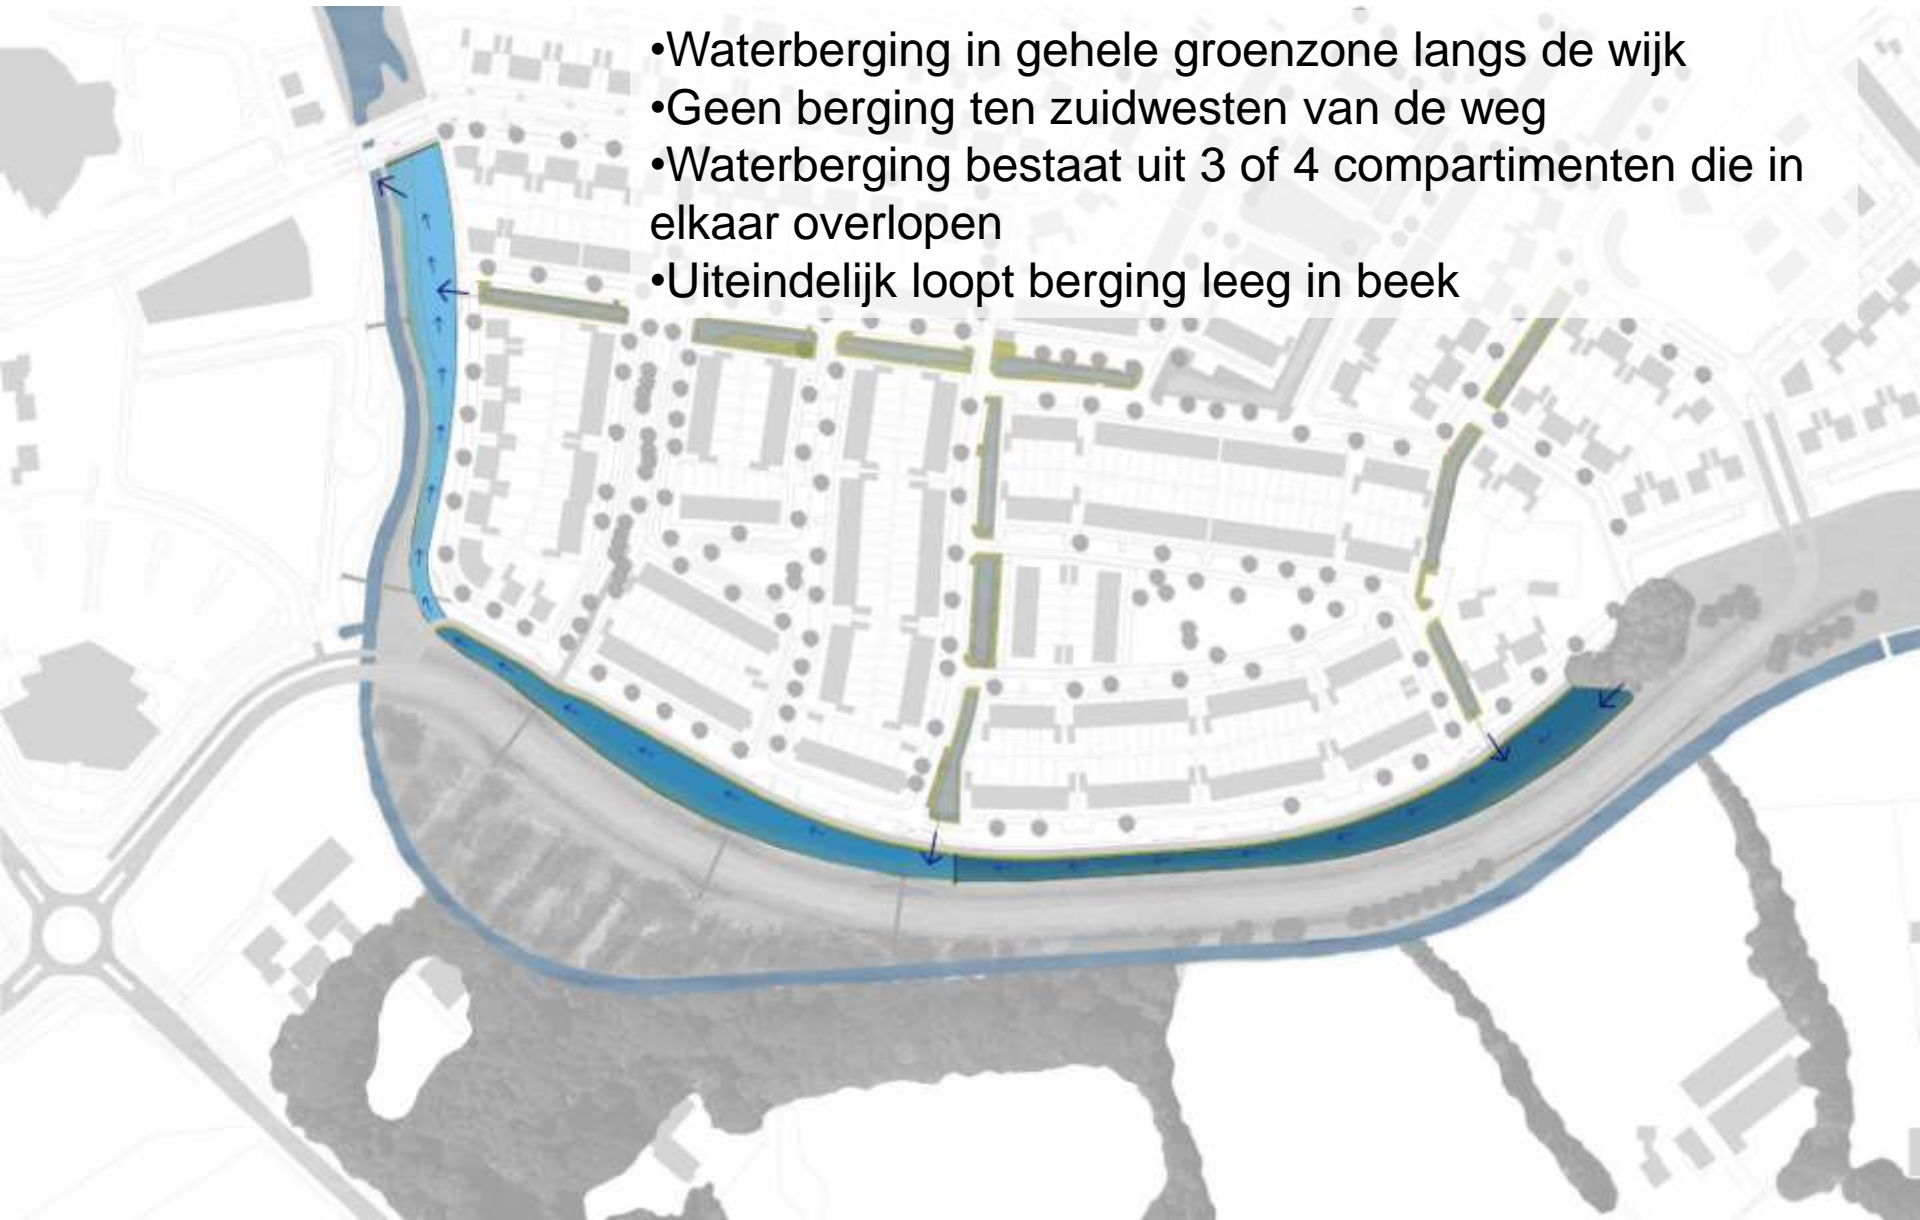 •Waterberging in gehele groenzone langs de wijk
•Geen berging ten zuidwesten van de weg
•Waterberging bestaat uit 3 of 4 compartimenten die in
elkaar overlopen
•Uiteindelijk loopt berging leeg in beek